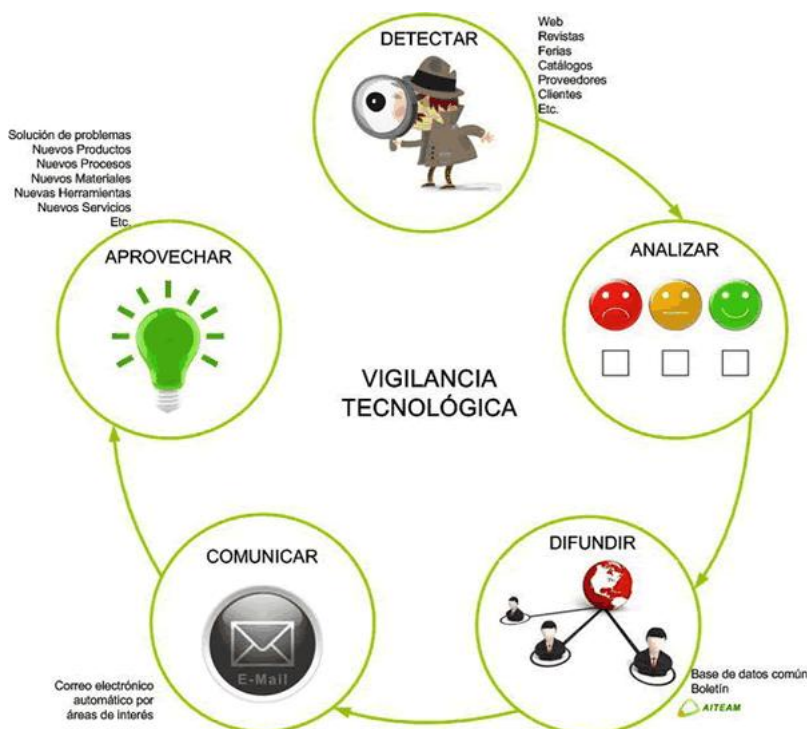 DETECTAR
Web
Revistas
Ferias
Catálogos
Proveedores
Clientes
Etc.
ANALIZAR
DIFUNDIR
Base de datos común
Boletín
AITEAM
COMUNICAR
E-Mail
Correo electrónico
automático por
áreas de interés
APROVECHAR
Solución de problemas
Nuevos Productos
Nuevos Procesos
Nuevos Materiales
Nuevas Herramientas
Nuevos Servicios
Etc.
VIGILANCIA
TECNOLÓGICA